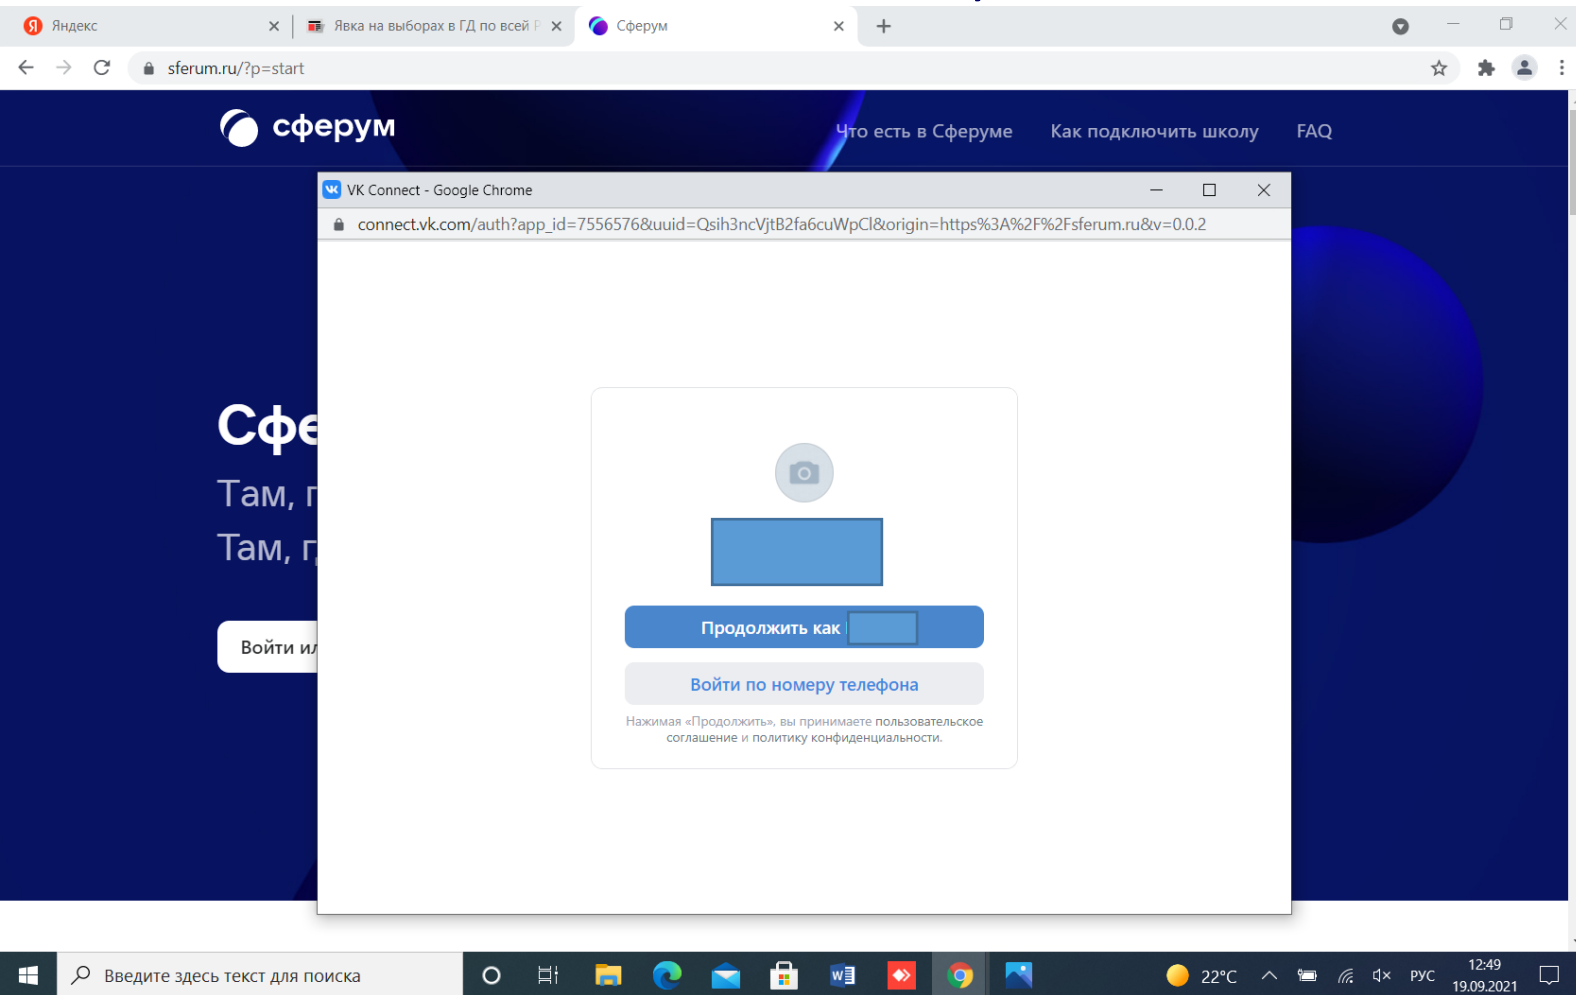 Яндекс
Явка на выборах в ГД по всей
Сферум
sferum.ru/?p=start
сферум
Что есть в Сферуме
Как подключить школу
FAQ
VK Connect - Google Chrome
connect.vk.com/auth?app_id=7556576&uuid=Qsih3ncVjtB2fa6cuWpCl&origin=https%3A%2F%2Fsferum.ru&v=0.0.2
Сфе
Там, г
Там, г
Войти ил
Продолжить как
Войти по номеру телефона
Нажимая «Продолжить», вы принимаете пользовательское
соглашение и политику конфиденциальности.
Введите здесь текст для поиска
22°C
РУС
12:49
19.09.2021